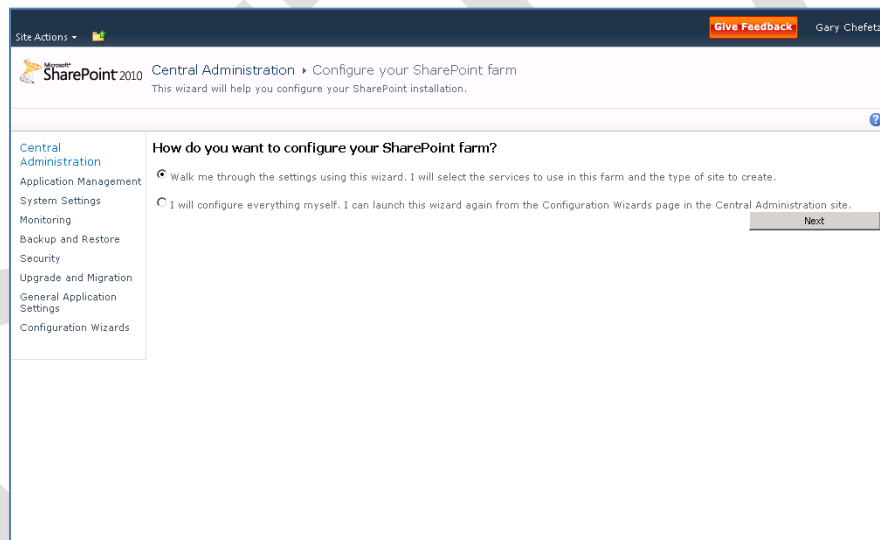 Give Feedback
Gary Chefetz
Site Actions
Microsoft
SharePoint 2010
Central Administration ▸ Configure your SharePoint farm
This wizard will help you configure your SharePoint installation.
Central
Administration
Application Management
System Settings
Monitoring
Backup and Restore
Security
Upgrade and Migration
General Application
Settings
Configuration Wizards
How do you want to configure your SharePoint farm?
Walk me through the settings using this wizard. I will select the services to use in this farm and the type of site to create.
I will configure everything myself. I can launch this wizard again from the Configuration Wizards page in the Central Administration site.
Next